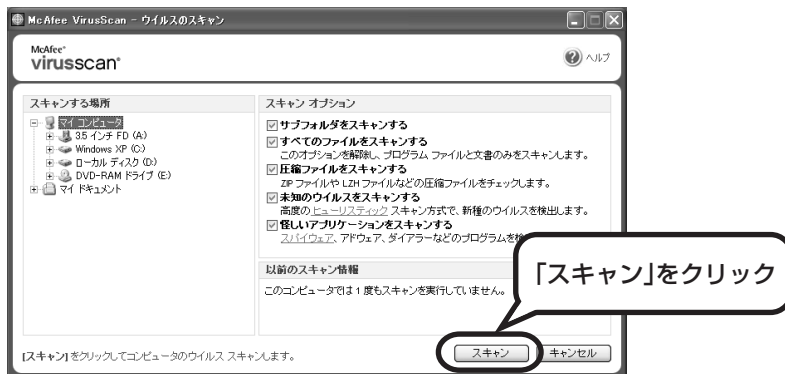 McAfee VirusScan - ウイルスのスキャン
McAfee®
virusscan®
ヘルプ
スキャンする場所
マイ コンピュータ
3.5 インチ FD (A:)
Windows XP (C:)
ローカル ディスク (D:)
DVD-RAM ドライブ (E:)
マイ ドキュメント
スキャン オプション
サブフォルダをスキャンする
すべてのファイルをスキャンする
このオプションを解除し、プログラム ファイルと文書のみをスキャンします。
圧縮ファイルをスキャンする
ZIP ファイルや LZH ファイルなどの圧縮ファイルをチェックします。
未知のウイルスをスキャンする
高度の ヒューリスティック スキャン方式で、新種のウイルスを検出します。
怪しいアプリケーションをスキャンする
スパイウェア、アドウェア、ダイアラーなどのプログラムを検
以前のスキャン情報
このコンピュータでは 1 度もスキャンを実行していません。
「スキャン」をクリック
[スキャン] をクリックしてコンピュータのウイルス スキャンします。
スキャン
キャンセル